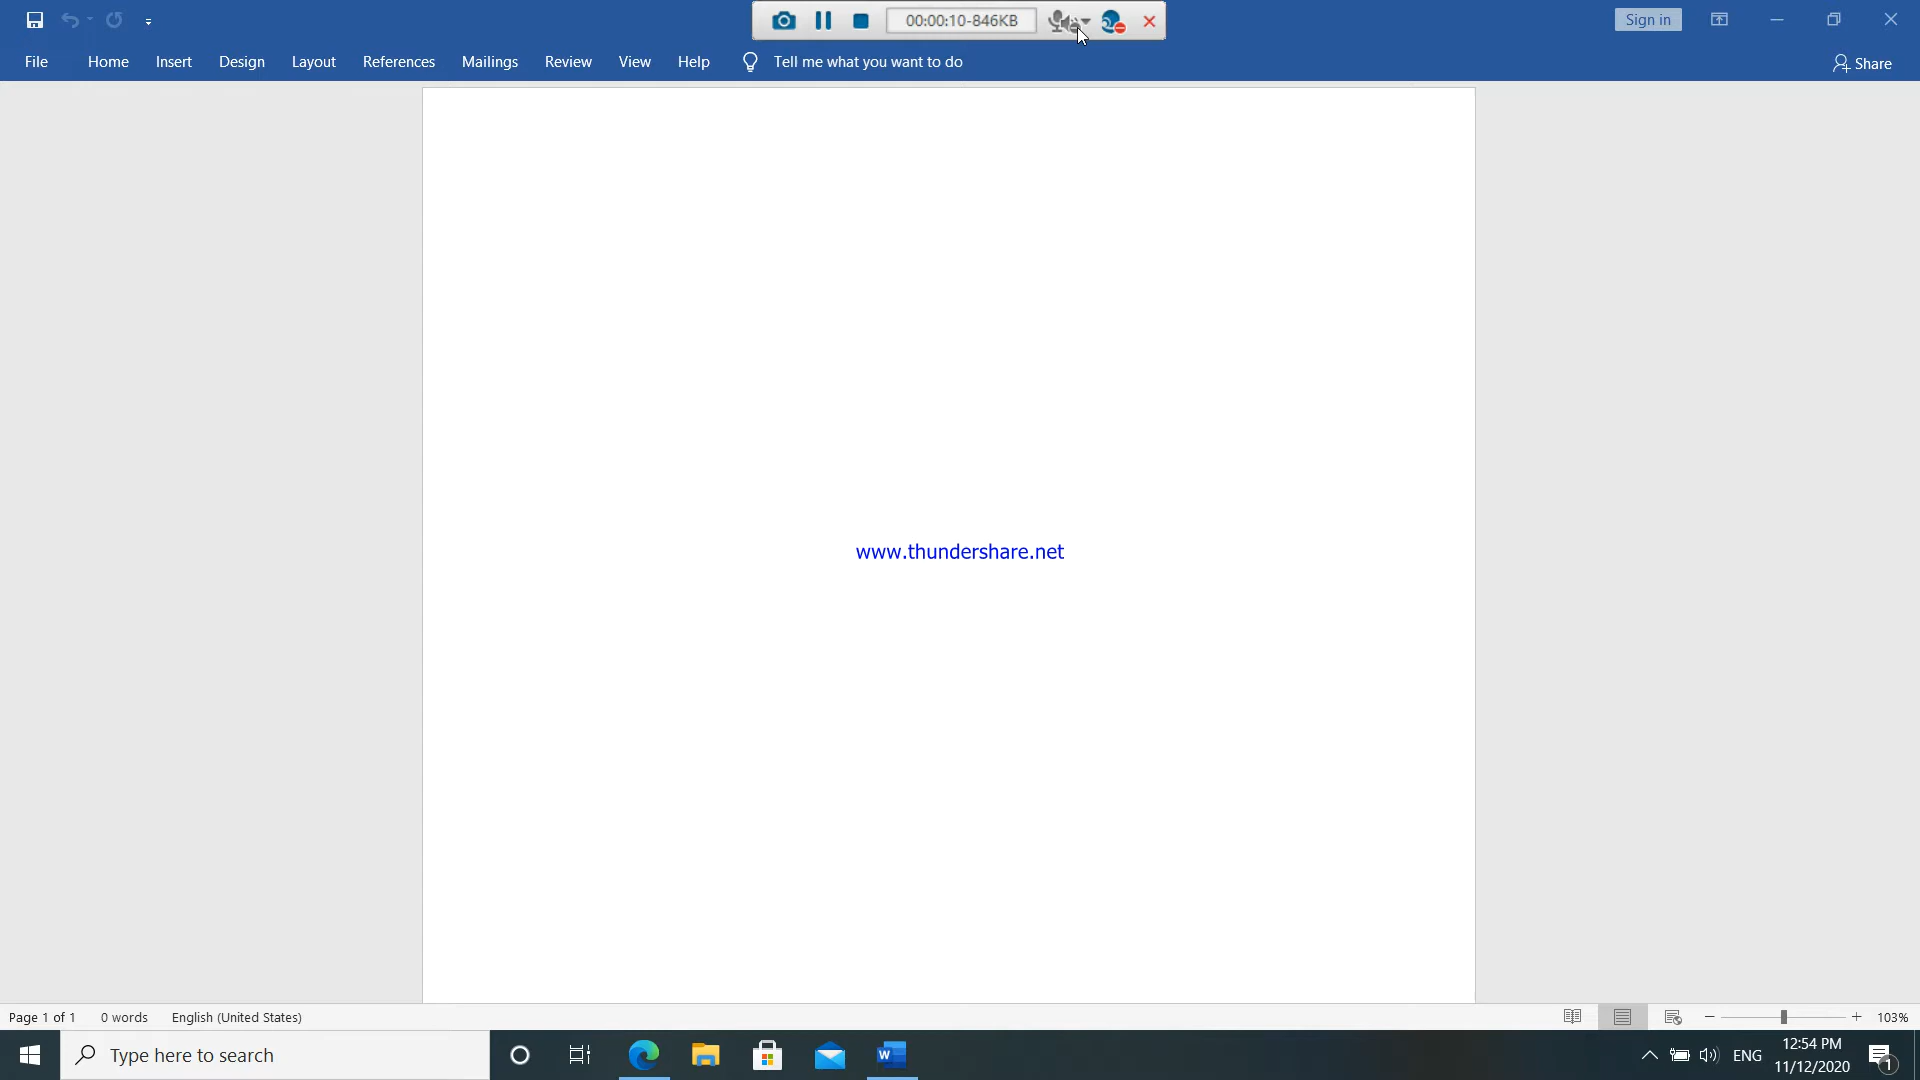 00:00:10-846KB
Sign in
File Home Insert Design Layout References Mailings Review View Help Tell me what you want to do Share
www.thundershare.net
Page 1 of 1 0 words English (United States) 103%
Type here to search
ENG
12:54 PM
11/12/2020
1